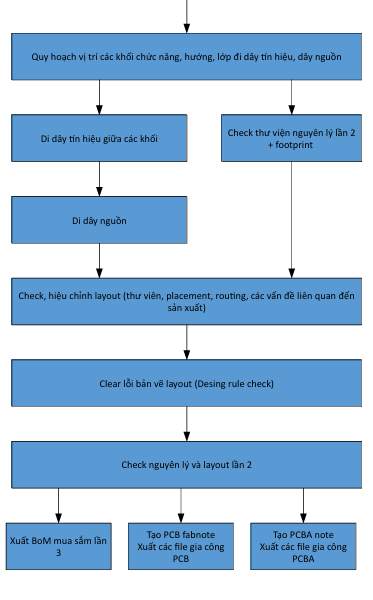 Quy hoạch vị trí các khối chức năng, hướng, lớp đi dây tín hiệu, dây nguồn
Di dây tín hiệu giữa các khối
Check thư viện nguyên lý lần 2
+ footprint
Di dây nguồn
Check, hiệu chỉnh layout (thư viên, placement, routing, các vấn đề liên quan đến
sản xuất)
Clear lỗi bản vẽ layout (Desing rule check)
Check nguyên lý và layout lần 2
Xuất BoM mua sắm lần
3
Tạo PCB fabnote
Xuất các file gia công
PCB
Tạo PCBA note
Xuất các file gia công
PCBA